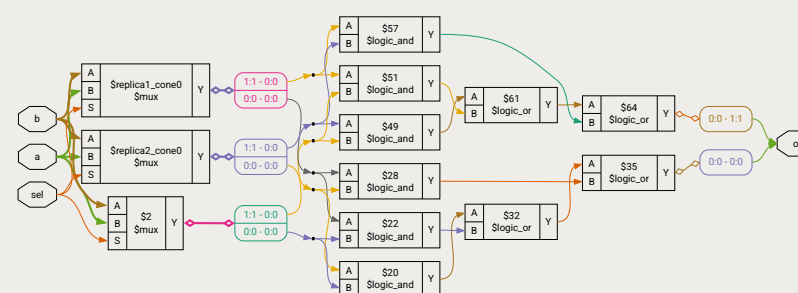 b
a
sel
A
B
S
$replica1_cone0
$mux
Y
A
B
S
$replica2_cone0
$mux
Y
A
B
S
$2
$mux
Y
1:1 - 0:0
0:0 - 0:0
1:1 - 0:0
0:0 - 0:0
1:1 - 0:0
0:0 - 0:0
A
B
$57
$logic_and
Y
A
B
$51
$logic_and
Y
A
B
$49
$logic_and
Y
A
B
$28
$logic_and
Y
A
B
$22
$logic_and
Y
A
B
$20
$logic_and
Y
A
B
$61
$logic_or
Y
A
B
$32
$logic_or
Y
A
B
$64
$logic_or
Y
A
B
$35
$logic_or
Y
0:0 - 1:1
0:0 - 0:0
o